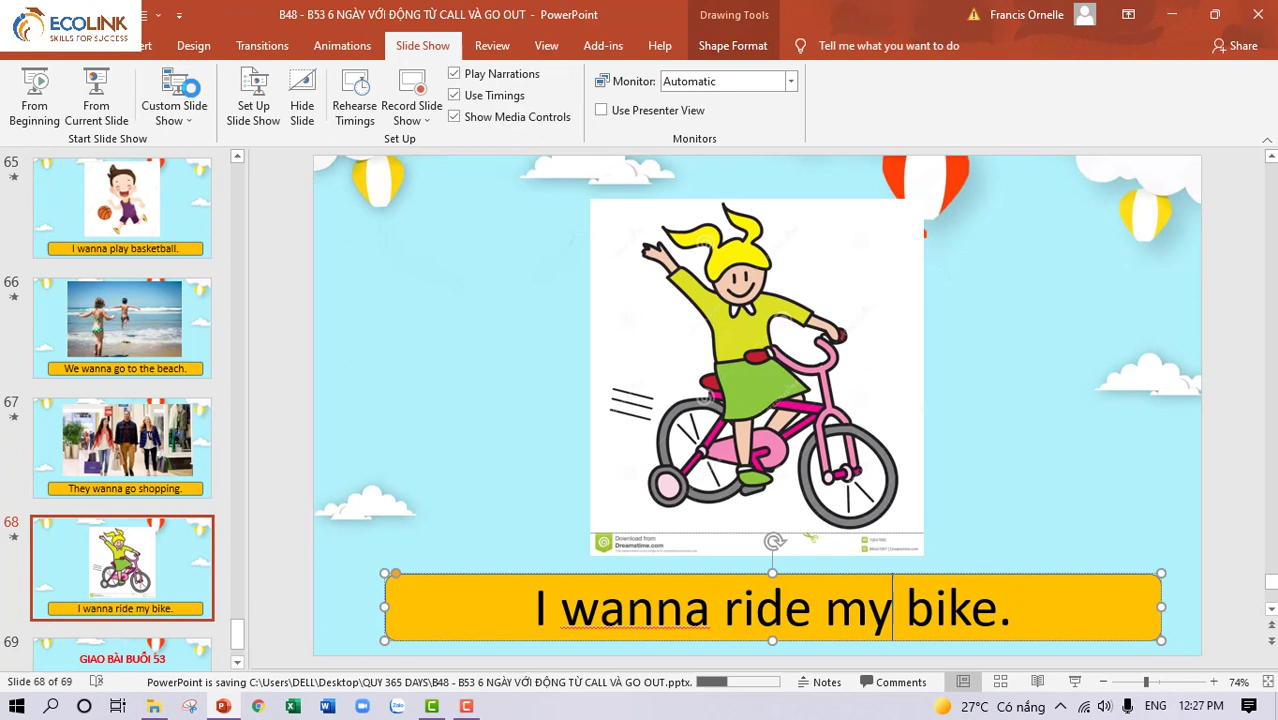 ECOLINK
SKILLS FOR SUCCESS
B48 - B53 6 NGÀY VỚI ĐỘNG TỪ CALL VÀ GO OUT - PowerPoint
Drawing Tools
Francis Ornelle
Design Transitions Animations Slide Show Review View Add-ins Help Shape Format Tell me what you want to do Share
From Beginning
From Current Slide
Custom Slide Show
Set Up Slide Show
Hide Slide
Rehearse Timings
Record Slide Show
Play Narrations
Use Timings
Show Media Controls
Monitor: Automatic
Use Presenter View
Start Slide Show
Set Up
Monitors
65
I wanna play basketball.
66
We wanna go to the beach.
67
They wanna go shopping.
68
I wanna ride my bike.
69
GIAO BÀI BUỔI 53
Download from
Dreamstime.com
I wanna ride my bike.
Slide 68 of 69
PowerPoint is saving C:\Users\DELL\Desktop\QUY 365 DAYS\B48 - B53 6 NGÀY VỚI ĐỘNG TỪ CALL VÀ GO OUT.pptx.
Notes
Comments
74%
27°C Có nắng
ENG
12:27 PM